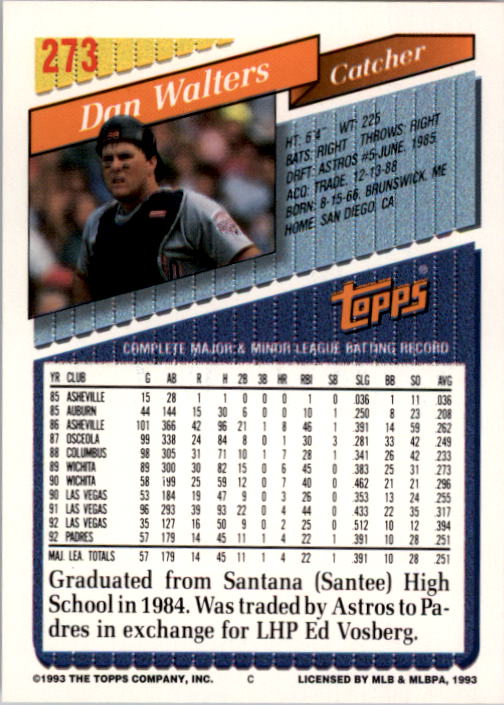 273
Dan Walters
Catcher
HT: 6'4" WT: 225
BATS: RIGHT THROWS: RIGHT
DRFT: ASTROS #5-JUNE, 1985
ACQ: TRADE, 12-13-88
BORN: 8-15-66, BRUNSWICK, ME
HOME: SAN DIEGO, CA
topps®
COMPLETE MAJOR & MINOR LEAGUE BATTING RECORD
YR CLUB G AB R H 2B 3B HR RBI SB SLG BB SO AVG
85 ASHEVILLE 15 28 1 1 0 0 0 1 0 .036 1 11 .036
85 AUBURN 44 144 15 30 6 0 0 10 1 .250 8 23 .208
86 ASHEVILLE 101 366 42 96 21 1 8 46 1 .391 14 59 .262
87 OSCEOLA 99 338 24 84 8 0 1 30 3 .281 33 42 .249
88 COLUMBUS 98 305 31 71 10 1 7 28 1 .341 26 42 .233
89 WICHITA 89 300 30 82 15 0 6 45 0 .383 25 31 .273
90 WICHITA 58 199 25 59 12 0 7 40 0 .462 21 21 .296
90 LAS VEGAS 53 184 19 47 9 0 3 26 0 .353 13 24 .255
91 LAS VEGAS 96 293 39 93 22 0 4 44 0 .433 22 35 .317
92 LAS VEGAS 35 127 16 50 9 0 2 25 0 .512 10 12 .394
92 PADRES 57 179 14 45 11 1 4 22 1 .391 10 28 .251
MAJ. LEA. TOTALS 57 179 14 45 11 1 4 22 1 .391 10 28 .251
Graduated from Santana (Santee) High
School in 1984. Was traded by Astros to Pa-
dres in exchange for LHP Ed Vosberg.
©1993 THE TOPPS COMPANY, INC. C LICENSED BY MLB & MLBPA, 1993